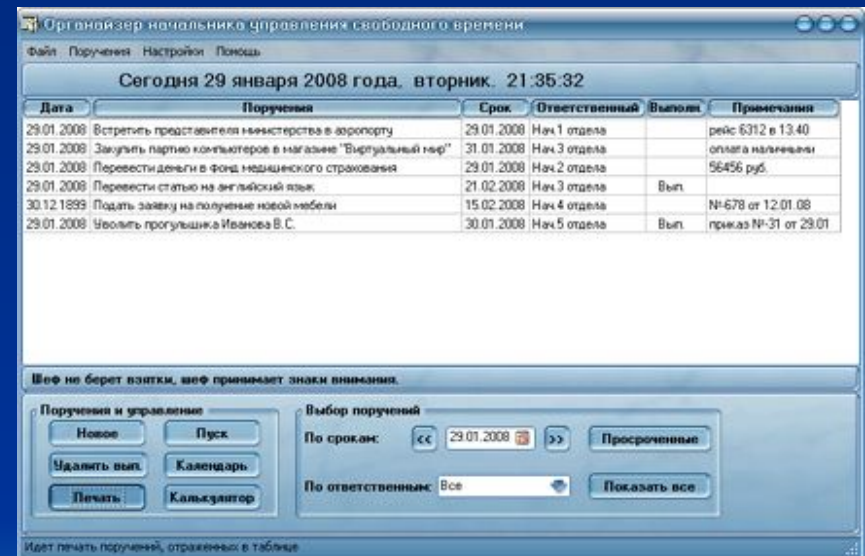 Органайзер начальника управления свободного времени
Файл Поручения Настройки Помощь
Сегодня 29 января 2008 года, вторник. 21:35:32
Дата Поручения Срок Ответственный Выполн Примечания
29.01.2008 Встретить представителя министерства в аэропорту 29.01.2008 Нач.1 отдела рейс 6312 в 13.40
29.01.2008 Закупить партию компьютеров в магазине "Виртуальный мир" 31.01.2008 Нач.3 отдела оплата наличными
29.01.2008 Перевести деньги в Фонд медицинского страхования 29.01.2008 Нач.2 отдела 56456 руб.
29.01.2008 Перевести статью на английский язык 21.02.2008 Нач.3 отдела Вып.
30.12.1899 Подать заявку на получение новой мебели 15.02.2008 Нач.4 отдела №678 от 12.01.08
29.01.2008 Уволить прогульщика Иванова В.С. 30.01.2008 Нач.5 отдела Вып. приказ №-31 от 29.01
Шеф не берет взятки, шеф принимает знаки внимания.
Поручения и управление Выбор поручений
Новое Пуск По срокам: << 29.01.2008 >> Просроченные
Удалить вып. Календарь
Печать Калькулятор По ответственным: Все Показать все
Идет печать поручений, отраженных в таблице